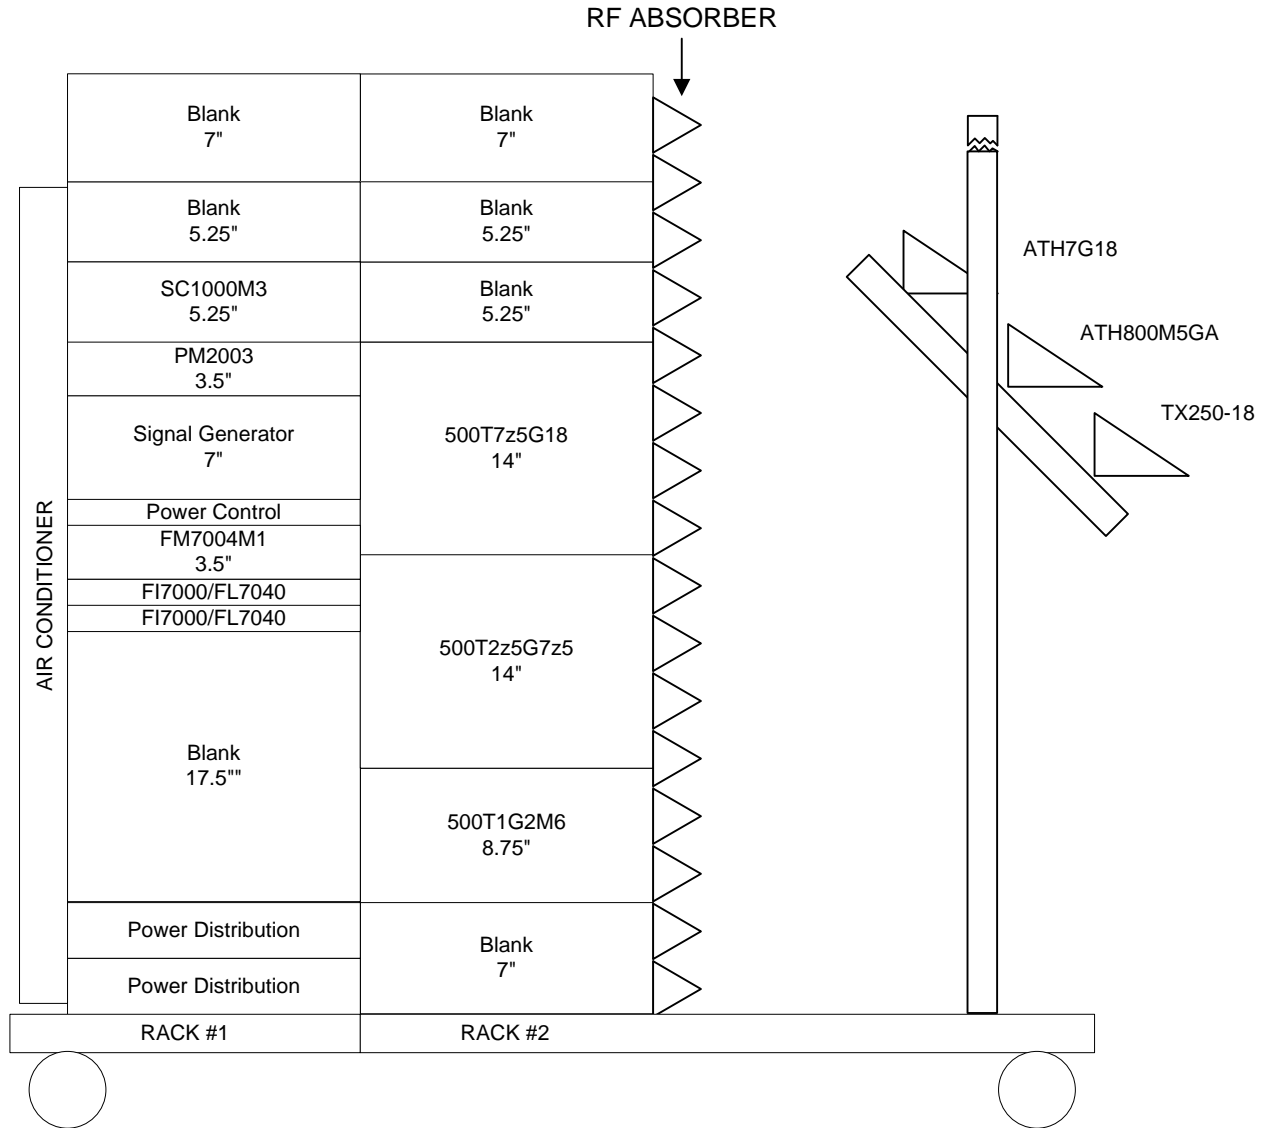 RF ABSORBER
Blank
7"
Blank
5.25"
SC1000M3
5.25"
PM2003
3.5"
Signal Generator
7"
Power Control
FM7004M1
3.5"
FI7000/FL7040
FI7000/FL7040
Blank
17.5""
Power Distribution
Power Distribution
RACK #1
AIR CONDITIONER
Blank
7"
Blank
5.25"
Blank
5.25"
500T7z5G18
14"
500T2z5G7z5
14"
500T1G2M6
8.75"
Blank
7"
RACK #2
ATH7G18
ATH800M5GA
TX250-18